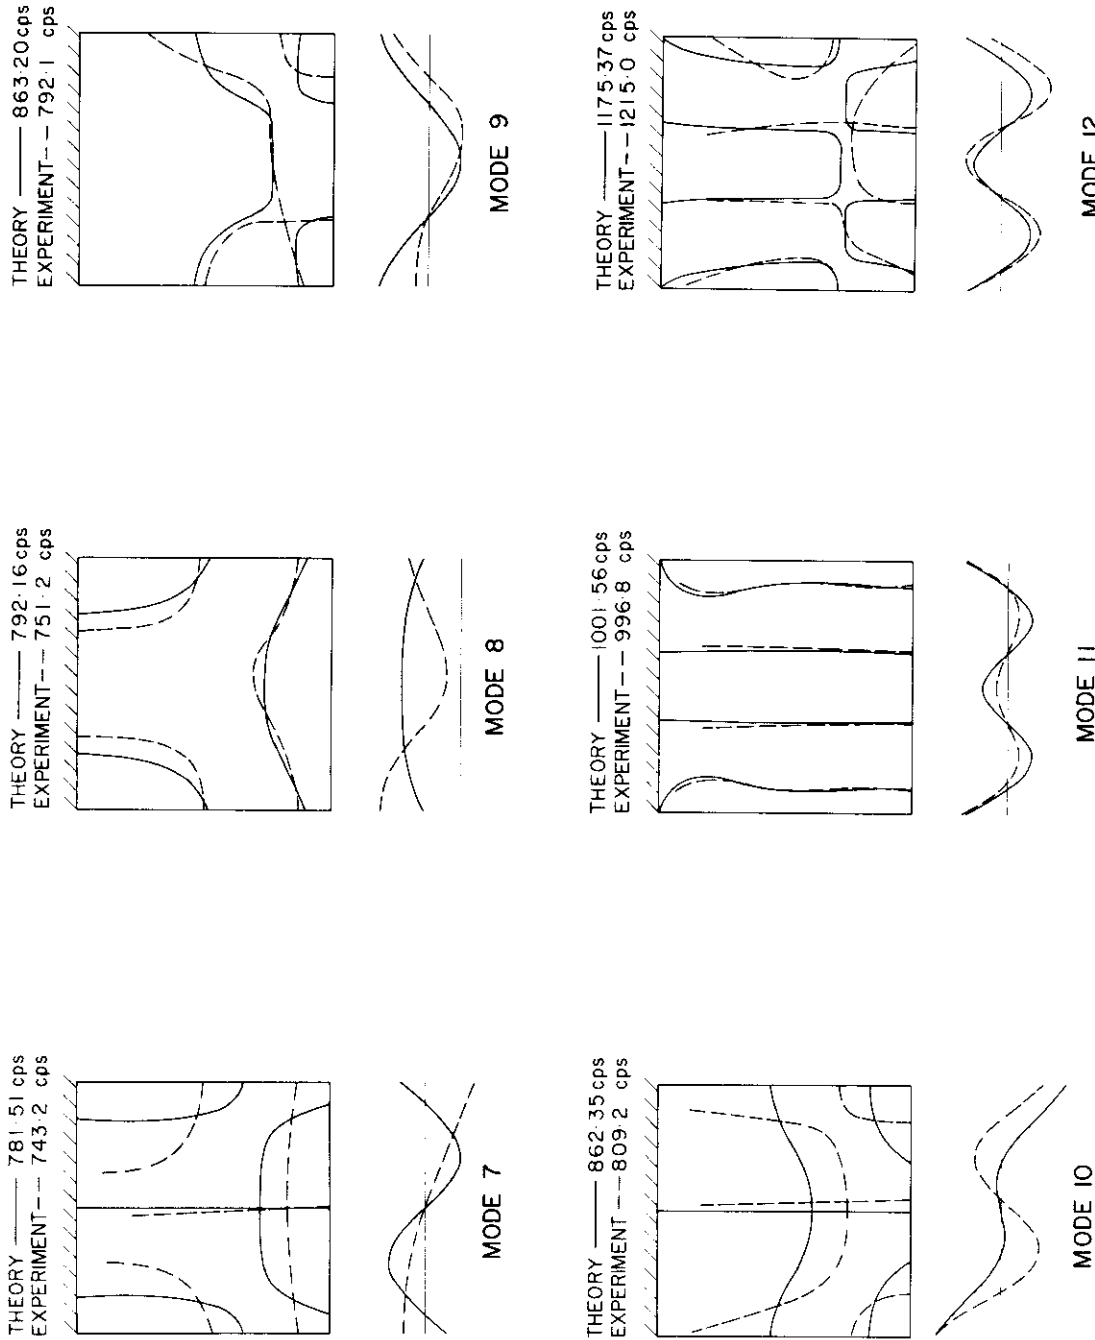 THEORY —— 781·51 cps
EXPERIMENT--- 743·2 cps
MODE 7
THEORY —— 792·16 cps
EXPERIMENT--- 751·2 cps
MODE 8
THEORY —— 863·20 cps
EXPERIMENT--- 792·1 cps
MODE 9
THEORY —— 862·35 cps
EXPERIMENT --- 809·2 cps
MODE 10
THEORY —— 1001·56 cps
EXPERIMENT--- 996·8 cps
MODE 11
THEORY —— 1175·37 cps
EXPERIMENT--- 1215·0 cps
MODE 12